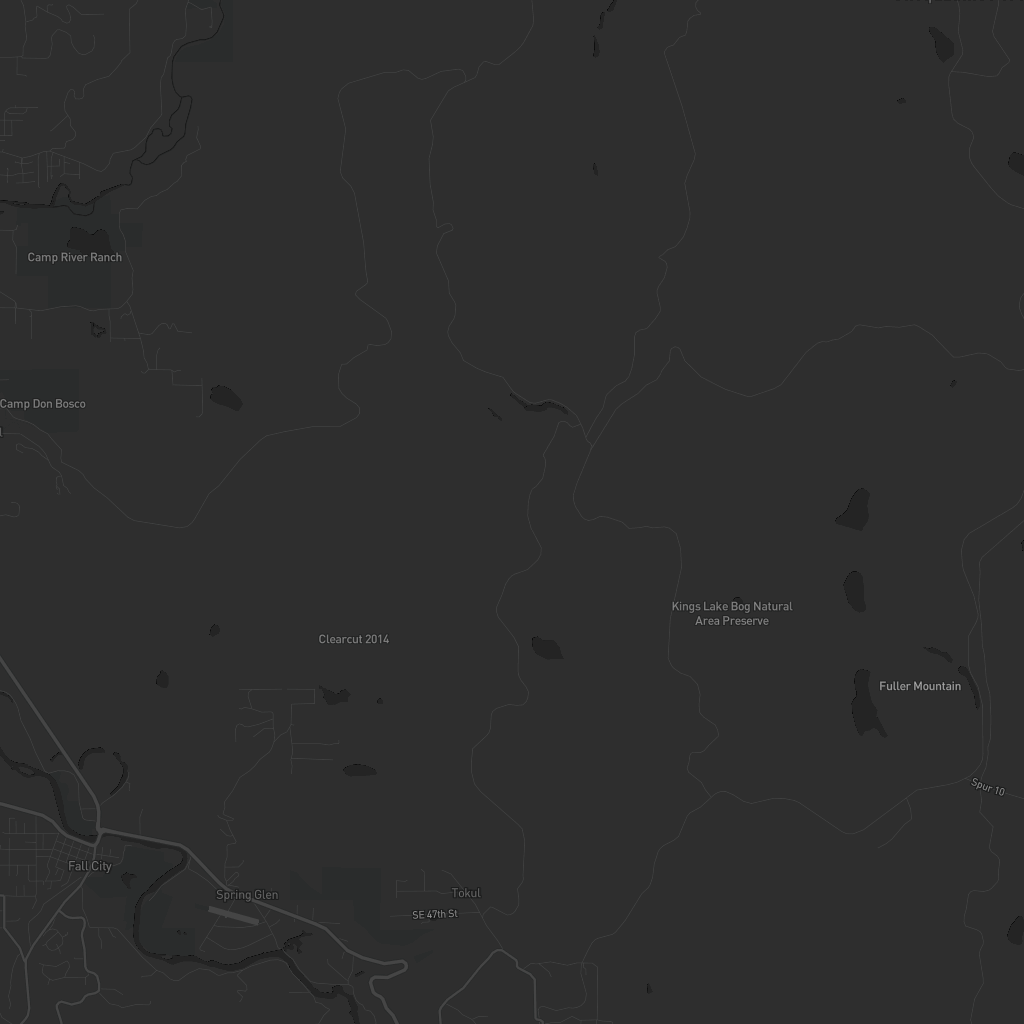 Camp River Ranch
Camp Don Bosco
Kings Lake Bog Natural
Area Preserve
Clearcut 2014
Fuller Mountain
Spur 10
Fall City
Spring Glen
Tokul
SE 47th St